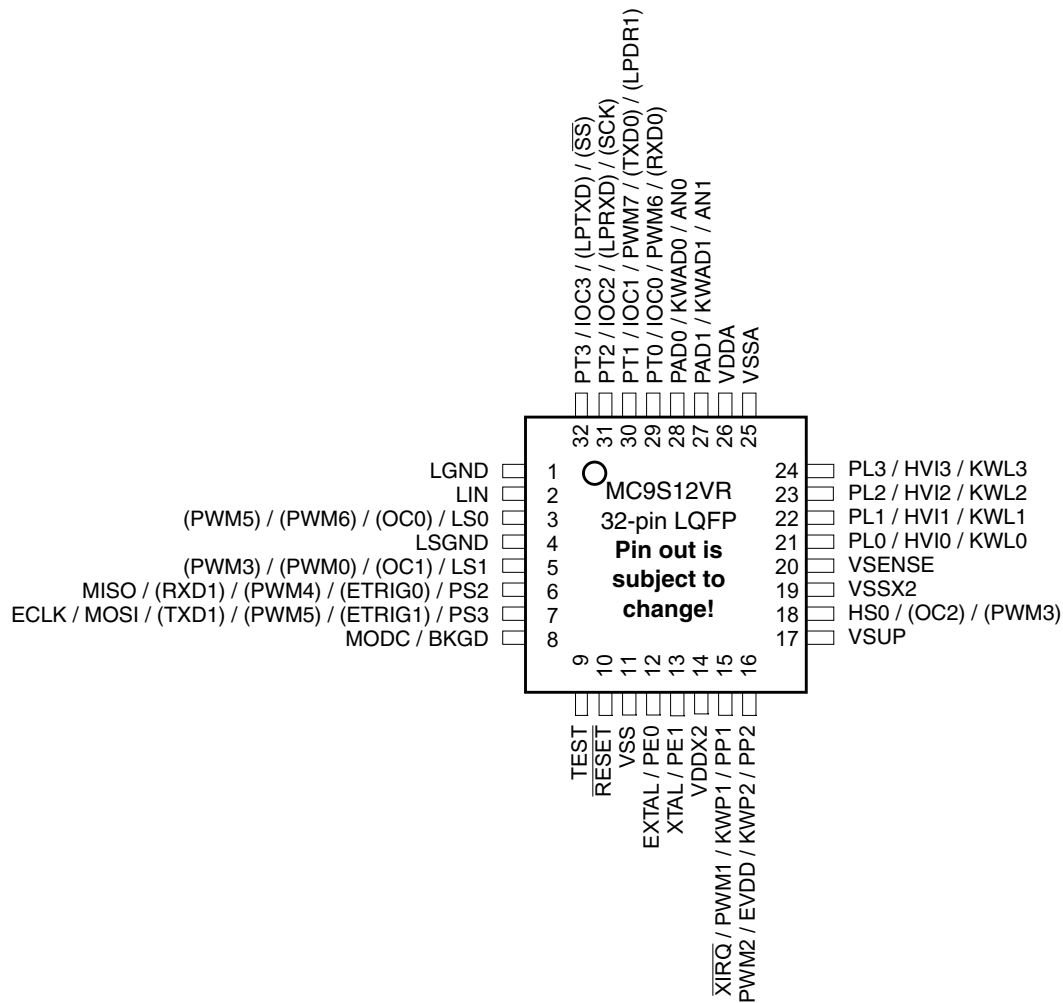 PT3 / IOC3 / (LPTXD) / (S̅S̅)
PT2 / IOC2 / (LPRXD) / (SCK)
PT1 / IOC1 / PWM7 / (TXD0) / (LPDR1)
PT0 / IOC0 / PWM6 / (RXD0)
PAD0 / KWAD0 / AN0
PAD1 / KWAD1 / AN1
VDDA
VSSA
32
31
30
29
28
27
26
25
LGND 1
LIN 2
(PWM5) / (PWM6) / (OC0) / LS0 3
LSGND 4
(PWM3) / (PWM0) / (OC1) / LS1 5
MISO / (RXD1) / (PWM4) / (ETRIG0) / PS2 6
ECLK / MOSI / (TXD1) / (PWM5) / (ETRIG1) / PS3 7
MODC / BKGD 8
MC9S12VR
32-pin LQFP
Pin out is
subject to
change!
24 PL3 / HVI3 / KWL3
23 PL2 / HVI2 / KWL2
22 PL1 / HVI1 / KWL1
21 PL0 / HVI0 / KWL0
20 VSENSE
19 VSSX2
18 HS0 / (OC2) / (PWM3)
17 VSUP
9
10
11
12
13
14
15
16
TEST
R̅E̅S̅E̅T̅
VSS
EXTAL / PE0
XTAL / PE1
VDDX2
X̅I̅R̅Q̅ / PWM1 / KWP1 / PP1
PWM2 / EVDD / KWP2 / PP2